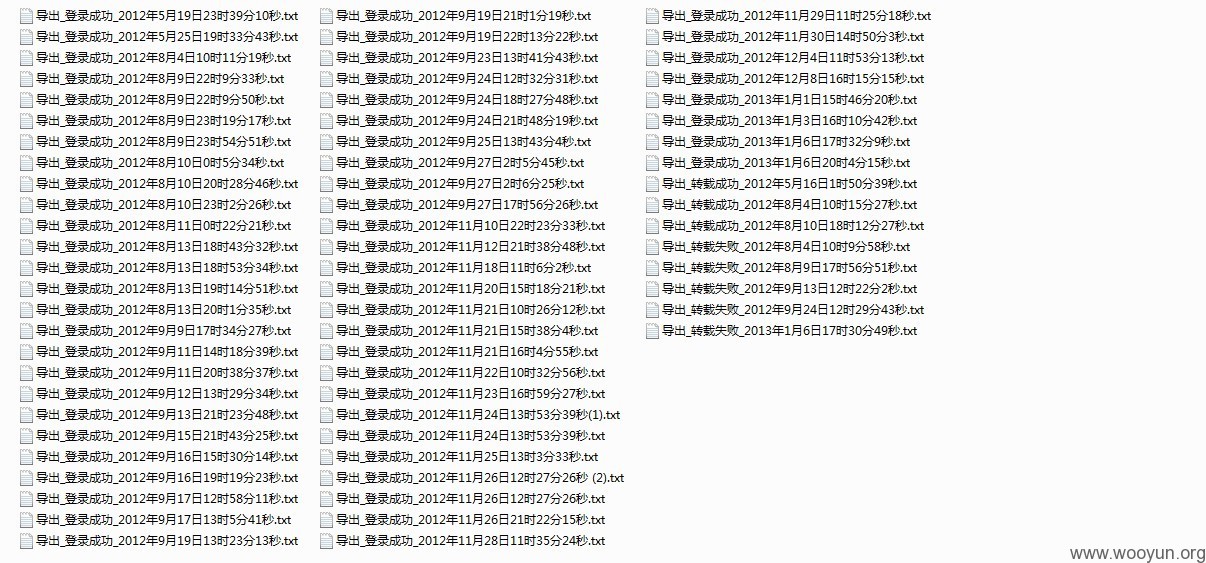 导出_登录成功_2012年5月19日23时39分10秒.txt
导出_登录成功_2012年5月25日19时33分43秒.txt
导出_登录成功_2012年8月4日10时11分19秒.txt
导出_登录成功_2012年8月9日22时9分33秒.txt
导出_登录成功_2012年8月9日22时9分50秒.txt
导出_登录成功_2012年8月9日23时19分17秒.txt
导出_登录成功_2012年8月9日23时54分51秒.txt
导出_登录成功_2012年8月10日0时5分34秒.txt
导出_登录成功_2012年8月10日20时28分46秒.txt
导出_登录成功_2012年8月10日23时2分26秒.txt
导出_登录成功_2012年8月11日0时22分21秒.txt
导出_登录成功_2012年8月13日18时43分32秒.txt
导出_登录成功_2012年8月13日18时53分34秒.txt
导出_登录成功_2012年8月13日19时14分51秒.txt
导出_登录成功_2012年8月13日20时1分35秒.txt
导出_登录成功_2012年9月9日17时34分27秒.txt
导出_登录成功_2012年9月11日14时18分39秒.txt
导出_登录成功_2012年9月11日20时38分37秒.txt
导出_登录成功_2012年9月12日13时29分34秒.txt
导出_登录成功_2012年9月13日21时23分48秒.txt
导出_登录成功_2012年9月15日21时43分25秒.txt
导出_登录成功_2012年9月16日15时30分14秒.txt
导出_登录成功_2012年9月16日19时19分23秒.txt
导出_登录成功_2012年9月17日12时58分11秒.txt
导出_登录成功_2012年9月17日13时5分41秒.txt
导出_登录成功_2012年9月19日13时23分13秒.txt
导出_登录成功_2012年9月19日21时1分19秒.txt
导出_登录成功_2012年9月19日22时13分22秒.txt
导出_登录成功_2012年9月23日13时41分43秒.txt
导出_登录成功_2012年9月24日12时32分31秒.txt
导出_登录成功_2012年9月24日18时27分48秒.txt
导出_登录成功_2012年9月24日21时48分19秒.txt
导出_登录成功_2012年9月25日13时43分4秒.txt
导出_登录成功_2012年9月27日2时5分45秒.txt
导出_登录成功_2012年9月27日2时6分25秒.txt
导出_登录成功_2012年9月27日17时56分26秒.txt
导出_登录成功_2012年11月10日22时23分33秒.txt
导出_登录成功_2012年11月12日21时38分48秒.txt
导出_登录成功_2012年11月18日11时6分2秒.txt
导出_登录成功_2012年11月20日15时18分21秒.txt
导出_登录成功_2012年11月21日10时26分12秒.txt
导出_登录成功_2012年11月21日15时38分4秒.txt
导出_登录成功_2012年11月21日16时4分55秒.txt
导出_登录成功_2012年11月22日10时32分56秒.txt
导出_登录成功_2012年11月23日16时59分27秒.txt
导出_登录成功_2012年11月24日13时53分39秒(1).txt
导出_登录成功_2012年11月24日13时53分39秒.txt
导出_登录成功_2012年11月25日13时3分33秒.txt
导出_登录成功_2012年11月26日12时27分26秒 (2).txt
导出_登录成功_2012年11月26日12时27分26秒.txt
导出_登录成功_2012年11月26日21时22分15秒.txt
导出_登录成功_2012年11月28日11时35分24秒.txt
导出_登录成功_2012年11月29日11时25分18秒.txt
导出_登录成功_2012年11月30日14时50分3秒.txt
导出_登录成功_2012年12月4日11时53分13秒.txt
导出_登录成功_2012年12月8日16时15分15秒.txt
导出_登录成功_2013年1月1日15时46分20秒.txt
导出_登录成功_2013年1月3日16时10分42秒.txt
导出_登录成功_2013年1月6日17时32分9秒.txt
导出_登录成功_2013年1月6日20时4分15秒.txt
导出_转载成功_2012年5月16日1时50分39秒.txt
导出_转载成功_2012年8月4日10时15分27秒.txt
导出_转载成功_2012年8月10日18时12分27秒.txt
导出_转载失败_2012年8月4日10时9分58秒.txt
导出_转载失败_2012年8月9日17时56分51秒.txt
导出_转载失败_2012年9月13日12时22分2秒.txt
导出_转载失败_2012年9月24日12时29分43秒.txt
导出_转载失败_2013年1月6日17时30分49秒.txt
www.wooyun.org